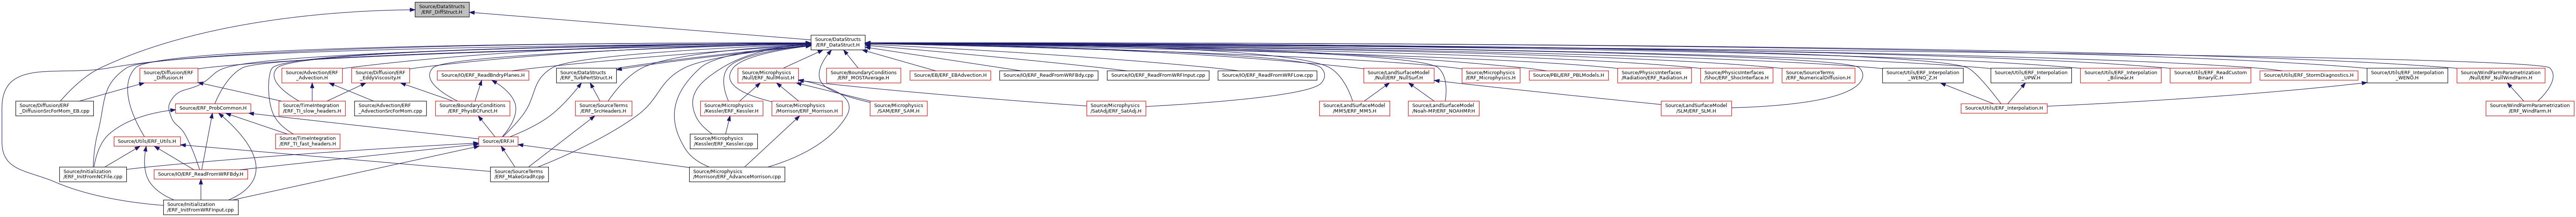 Source/DataStructs
/ERF_DiffStruct.H
Source/DataStructs
/ERF_DataStruct.H
Source/Diffusion/ERF
_Diffusion.H
Source/Advection/ERF
_Advection.H
Source/Diffusion/ERF
_EddyViscosity.H
Source/IO/ERF_ReadBndryPlanes.H
Source/DataStructs
/ERF_TurbPertStruct.H
Source/Microphysics
/Null/ERF_NullMoist.H
Source/BoundaryConditions
/ERF_MOSTAverage.H
Source/EB/ERF_EBAdvection.H
Source/IO/ERF_ReadFromWRFBdy.cpp
Source/IO/ERF_ReadFromWRFInput.cpp
Source/IO/ERF_ReadFromWRFLow.cpp
Source/LandSurfaceModel
/Null/ERF_NullSurf.H
Source/Microphysics
/ERF_Microphysics.H
Source/PBL/ERF_PBLModels.H
Source/PhysicsInterfaces
/Radiation/ERF_Radiation.H
Source/PhysicsInterfaces
/Shoc/ERF_ShocInterface.H
Source/SourceTerms
/ERF_NumericalDiffusion.H
Source/Utils/ERF_Interpolation
_WENO_Z.H
Source/Utils/ERF_Interpolation
_UPW.H
Source/Utils/ERF_Interpolation
_Bilinear.H
Source/Utils/ERF_ReadCustom
BinaryIC.H
Source/Utils/ERF_StormDiagnostics.H
Source/Utils/ERF_Interpolation
_WENO.H
Source/WindFarmParametrization
/Null/ERF_NullWindFarm.H
Source/Diffusion/ERF
_DiffusionSrcForMom_EB.cpp
Source/ERF_ProbCommon.H
Source/TimeIntegration
/ERF_TI_slow_headers.H
Source/Advection/ERF
_AdvectionSrcForMom.cpp
Source/BoundaryConditions
/ERF_PhysBCFunct.H
Source/SourceTerms
/ERF_SrcHeaders.H
Source/Microphysics
/Kessler/ERF_Kessler.H
Source/Microphysics
/Morrison/ERF_Morrison.H
Source/Microphysics
/SAM/ERF_SAM.H
Source/Microphysics
/SatAdj/ERF_SatAdj.H
Source/LandSurfaceModel
/MM5/ERF_MM5.H
Source/LandSurfaceModel
/Noah-MP/ERF_NOAHMP.H
Source/LandSurfaceModel
/SLM/ERF_SLM.H
Source/Utils/ERF_Interpolation.H
Source/WindFarmParametrization
/ERF_WindFarm.H
Source/Utils/ERF_Utils.H
Source/TimeIntegration
/ERF_TI_fast_headers.H
Source/ERF.H
Source/Microphysics
/Kessler/ERF_Kessler.cpp
Source/Initialization
/ERF_InitFromNCFile.cpp
Source/IO/ERF_ReadFromWRFBdy.H
Source/SourceTerms
/ERF_MakeGradP.cpp
Source/Microphysics
/Morrison/ERF_AdvanceMorrison.cpp
Source/Initialization
/ERF_InitFromWRFInput.cpp